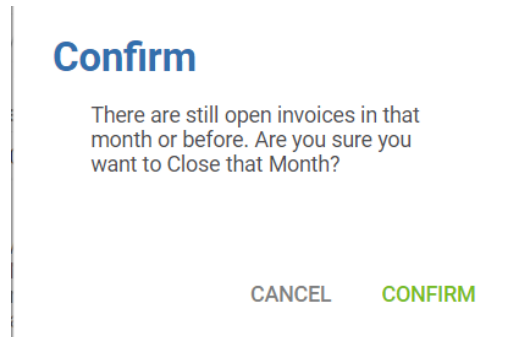 Confirm
There are still open invoices in that
month or before. Are you sure you
want to Close that Month?
CANCEL CONFIRM